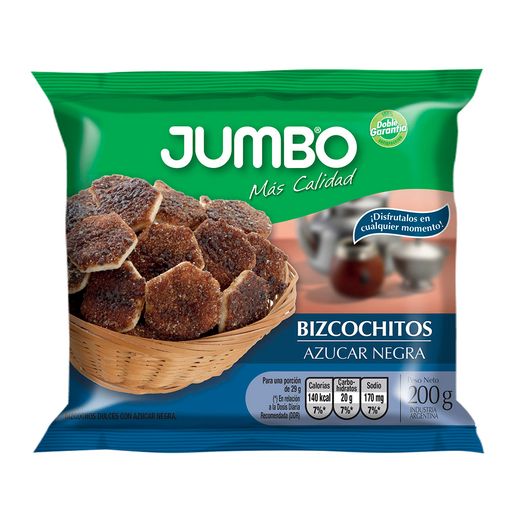 Doble
Garantía
JUMBO®
Más Calidad
¡Disfrutalos en
cualquier momento!
BIZCOCHITOS
AZUCAR NEGRA
Para una porción
de 29 g
(*) En relación
a la Dosis Diaria
Recomendada (DDR)
Calorías
140 kcal
7%*
Carbo-
hidratos
20 g
7%*
Sodio
170 mg
7%*
Peso Neto
200 g
INDUSTRIA
ARGENTINA
BIZCOCHOS DULCES CON AZUCAR NEGRA.